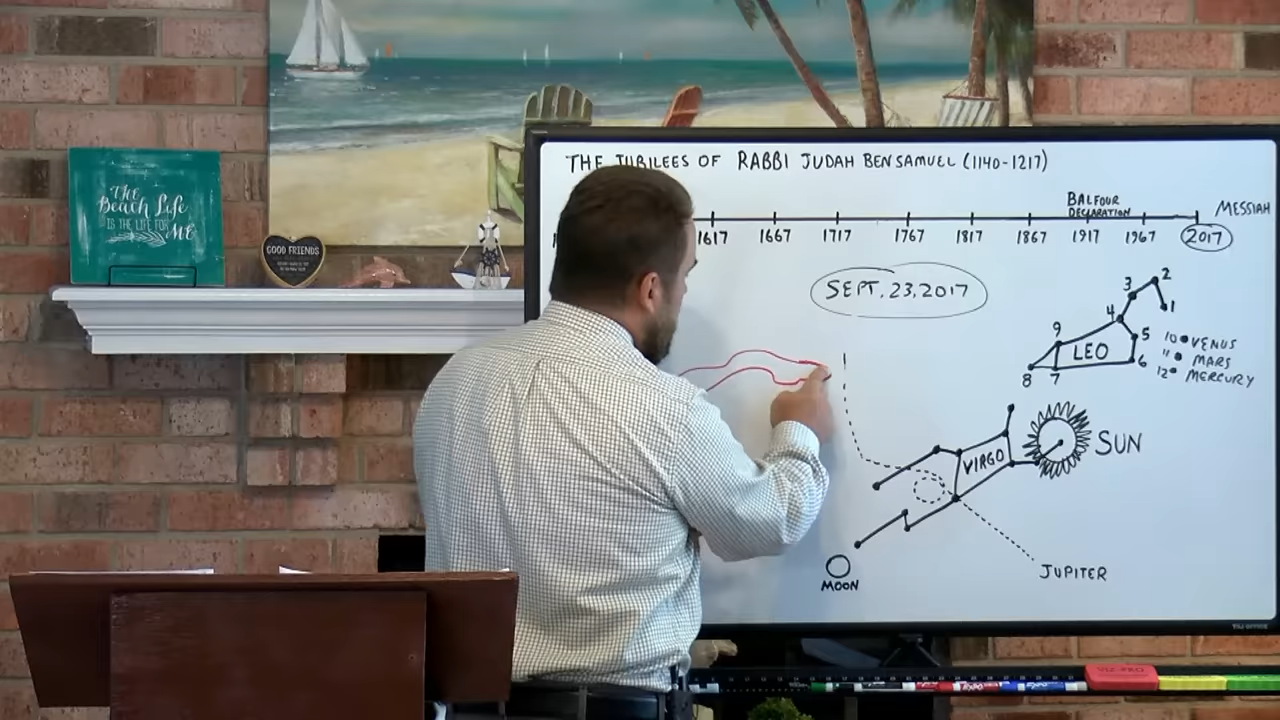 THE JUBILEES OF RABBI JUDAH BEN SAMUEL (1140-1217)
BALFOUR
DECLARATION
MESSIAH
1617 1667 1717 1767 1817 1867 1917 1967 2017
SEPT. 23, 2017
1
2
3
4
5
6
7
8
9
LEO
10 VENUS
11 MARS
12 MERCURY
VIRGO
SUN
JUPITER
MOON
THE
Beach Life
IS THE LIFE FOR
ME
GOOD FRIENDS
EXPO